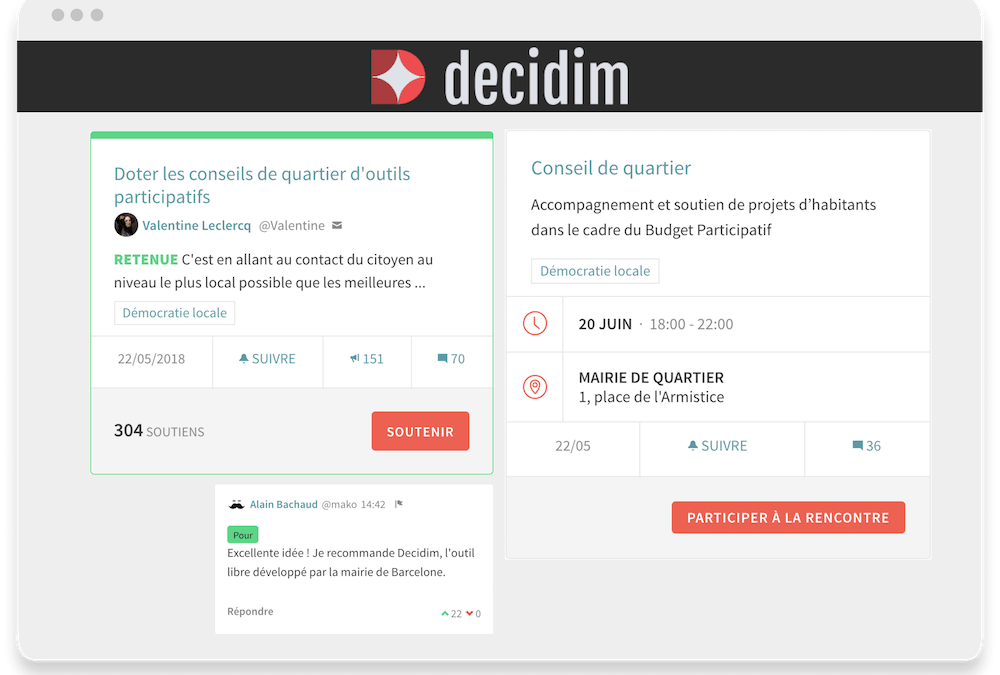 decidim
Doter les conseils de quartier d'outils
participatifs
Valentine Leclercq @Valentine
RETENUE C'est en allant au contact du citoyen au
niveau le plus local possible que les meilleures ...
Démocratie locale
22/05/2018 SUIVRE 151 70
304 SOUTIENS SOUTENIR
Alain Bachaud @mako 14:42
Pour
Excellente idée ! Je recommande Decidim, l'outil
libre développé par la mairie de Barcelone.
Répondre 22 0
Conseil de quartier
Accompagnement et soutien de projets d’habitants
dans le cadre du Budget Participatif
Démocratie locale
20 JUIN · 18:00 - 22:00
MAIRIE DE QUARTIER
1, place de l'Armistice
22/05 SUIVRE 36
PARTICIPER À LA RENCONTRE